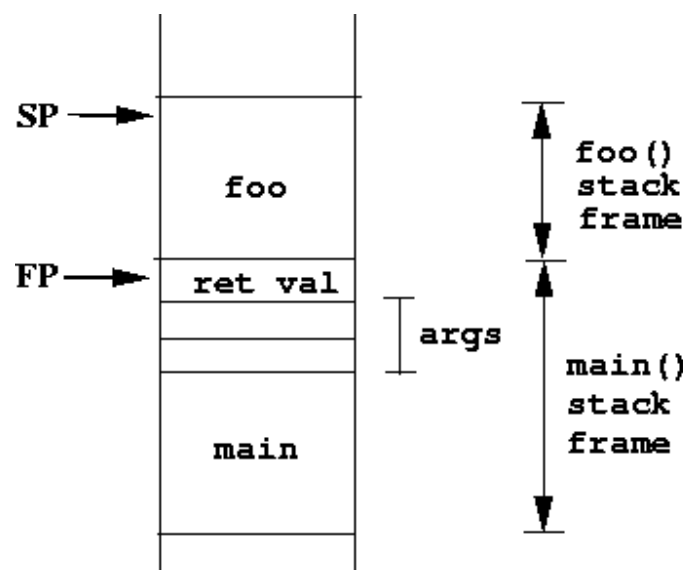 SP
foo
foo()
stack
frame
FP
ret val
args
main()
stack
frame
main